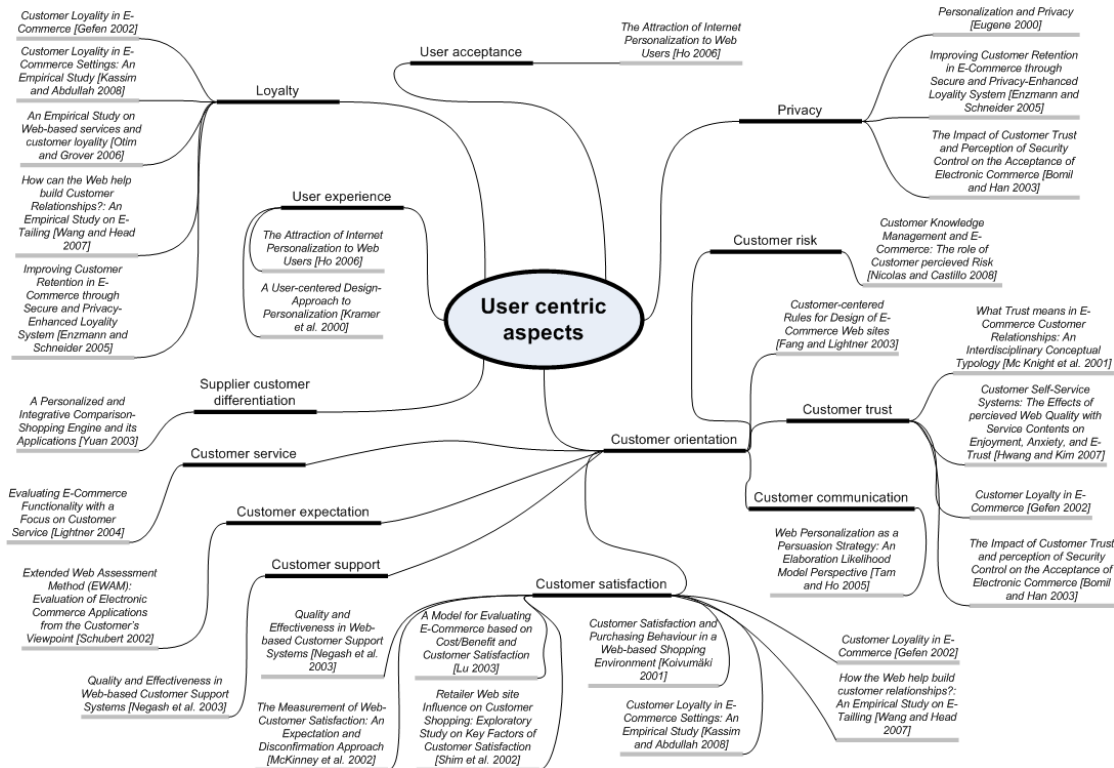 Customer Loyality in E-
Commerce [Gefen 2002]
Customer Loyality in E-
Commerce Settings: An
Empirical Study [Kassim
and Abdullah 2008]
An Empirical Study on
Web-based services and
customer loyality [Otim
and Grover 2006]
How can the Web help
build Customer
Relationships?: An
Empirical Study on E-
Tailing [Wang and Head
2007]
Improving Customer
Retention in E-
Commerce through
Secure and Privacy-
Enhanced Loyality
System [Enzmann and
Schneider 2005]
Loyalty
User acceptance
The Attraction of Internet
Personalization to Web
Users [Ho 2006]
User experience
The Attraction of Internet
Personalization to Web
Users [Ho 2006]
A User-centered Design-
Approach to
Personalization [Kramer
et al. 2000]
Privacy
Personalization and Privacy
[Eugene 2000]
Improving Customer Retention
in E-Commerce through
Secure and Privacy-Enhanced
Loyality System [Enzmann and
Schneider 2005]
The Impact of Customer Trust
and Perception of Security
Control on the Acceptance of
Electronic Commerce [Bomil
and Han 2003]
User centric
aspects
Customer risk
Customer Knowledge
Management and E-
Commerce: The role of
Customer percieved Risk
[Nicolas and Castillo 2008]
Customer-centered
Rules for Design of E-
Commerce Web sites
[Fang and Lightner 2003]
Customer trust
What Trust means in E-
Commerce Customer
Relationships: An
Interdisciplinary Conceptual
Typology [Mc Knight et al. 2001]
Customer Self-Service
Systems: The Effects of
percieved Web Quality with
Service Contents on
Enjoyment, Anxiety, and E-
Trust [Hwang and Kim 2007]
Customer Loyality in E-
Commerce [Gefen 2002]
The Impact of Customer Trust
and perception of Security
Control on the Acceptance of
Electronic Commerce [Bomil
and Han 2003]
Supplier customer
differentiation
A Personalized and
Integrative Comparison-
Shopping Engine and its
Applications [Yuan 2003]
Customer orientation
Customer service
Evaluating E-Commerce
Functionality with a
Focus on Customer
Service [Lightner 2004]
Customer expectation
Extended Web Assessment
Method (EWAM):
Evaluation of Electronic
Commerce Applications
from the Customer's
Viewpoint [Schubert 2002]
Customer support
Quality and Effectiveness in
Web-based Customer Support
Systems [Negash et al. 2003]
Customer communication
Web Personalization as a
Persuasion Strategy: An
Elaboration Likelihood
Model Perspective [Tam
and Ho 2005]
Customer satisfaction
Quality and
Effectiveness in Web-
based Customer Support
Systems [Negash et al.
2003]
The Measurement of Web-
Customer Satisfaction: An
Expectation and
Disconfirmation Approach
[McKinney et al. 2002]
A Model for Evaluating
E-Commerce based on
Cost/Benefit and
Customer Satisfaction
[Lu 2003]
Retailer Web site
Influence on Customer
Shopping: Exploratory
Study on Key Factors of
Customer Satisfaction
[Shim et al. 2002]
Customer Satisfaction and
Purchasing Behaviour in a
Web-based Shopping
Environment [Koivumäki
2001]
Customer Loyality in E-
Commerce Settings: An
Empirical Study [Kassim
and Abdullah 2008]
Customer Loyality in E-
Commerce [Gefen 2002]
How the Web help build
customer relationships?:
An Empirical Study on E-
Tailling [Wang and Head
2007]